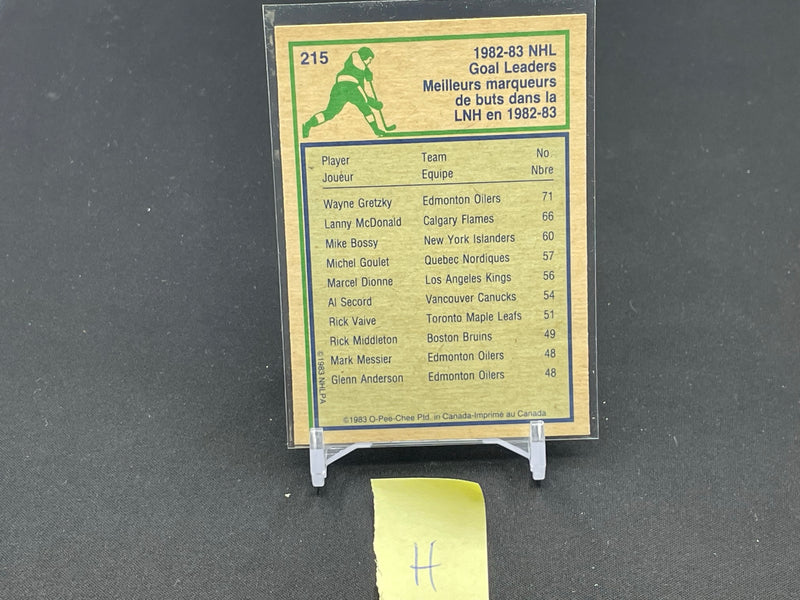 215
1982-83 NHL
Goal Leaders
Meilleurs marqueurs
de buts dans la
LNH en 1982-83
Player Team No
Jouéur Equipe Nbre
Wayne Gretzky Edmonton Oilers 71
Lanny McDonald Calgary Flames 66
Mike Bossy New York Islanders 60
Michel Goulet Quebec Nordiques 57
Marcel Dionne Los Angeles Kings 56
Al Secord Vancouver Canucks 54
Rick Vaive Toronto Maple Leafs 51
Rick Middleton Boston Bruins 49
Mark Messier Edmonton Oilers 48
Glenn Anderson Edmonton Oilers 48
©1983 NHLPA
©1983 O-Pee-Chee Ptd. in Canada-Imprimé au Canada
H